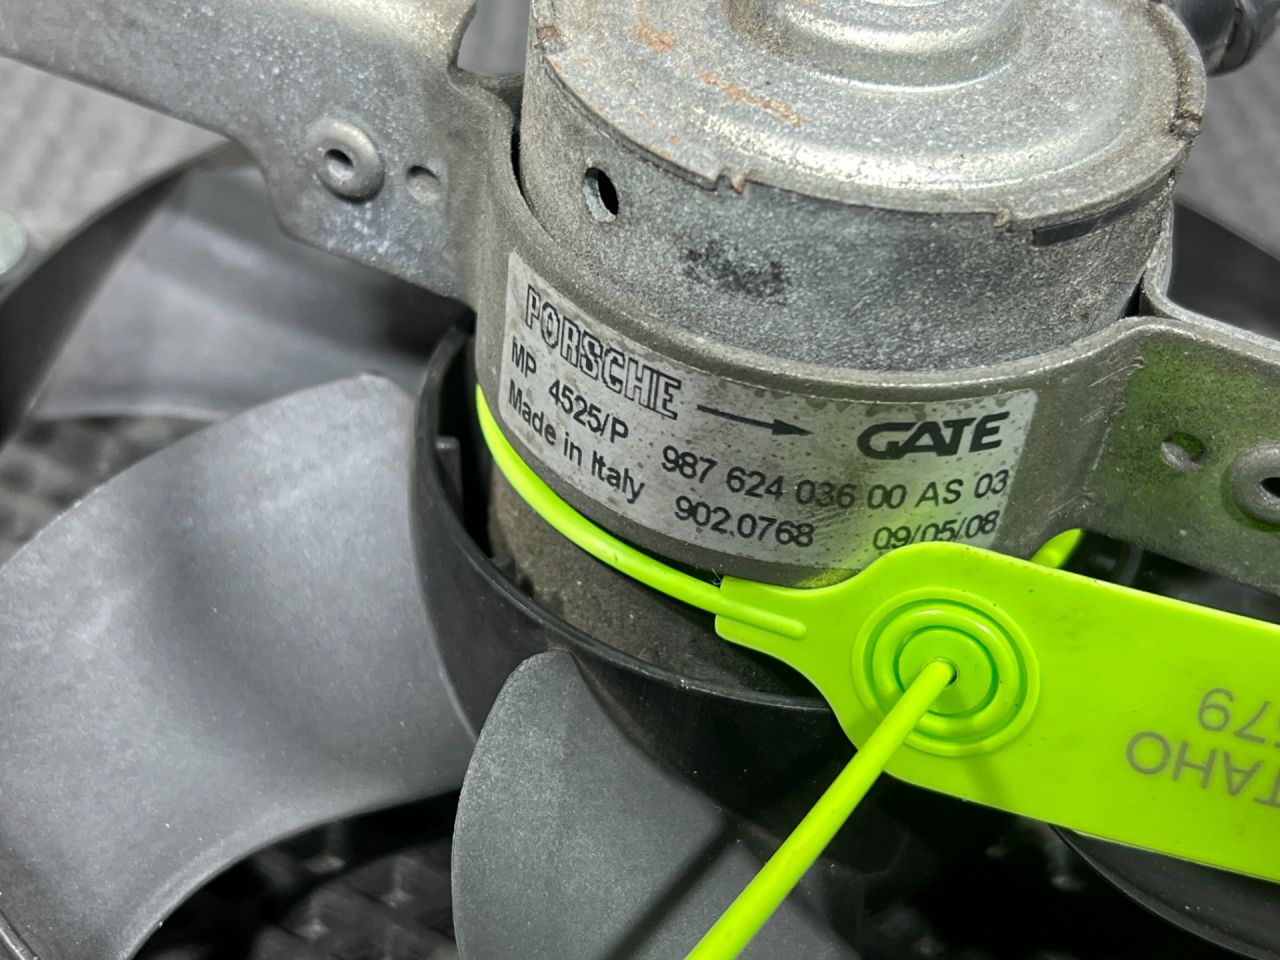 PORSCHE GATE
MP 4525/P 987 624 036 00 AS 03
Made in Italy 902.0768 09/05/08